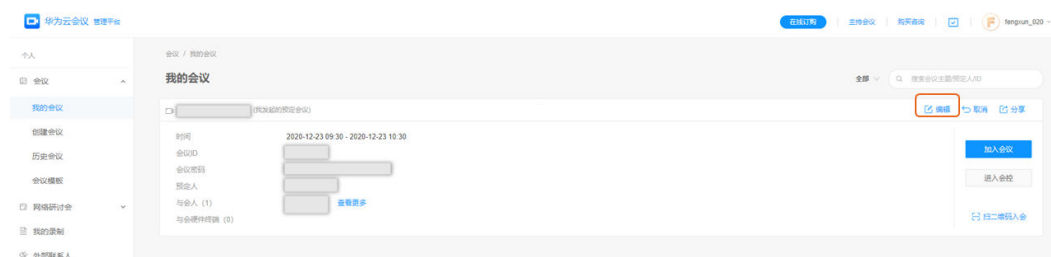 华为云会议 管理平台
在线订购
主持会议
购买咨询
fengxun_020
个人
会议
我的会议
创建会议
历史会议
会议模板
网络研讨会
我的录制
外部联系人
会议 / 我的会议
我的会议
全部
搜索会议主题/预定人/ID
(我发起的预定会议)
编辑
取消
分享
时间 2020-12-23 09:30 - 2020-12-23 10:30
会议ID
会议密码
预定人
与会人 (1) 查看更多
与会硬件终端 (0)
加入会议
进入会控
扫二维码入会